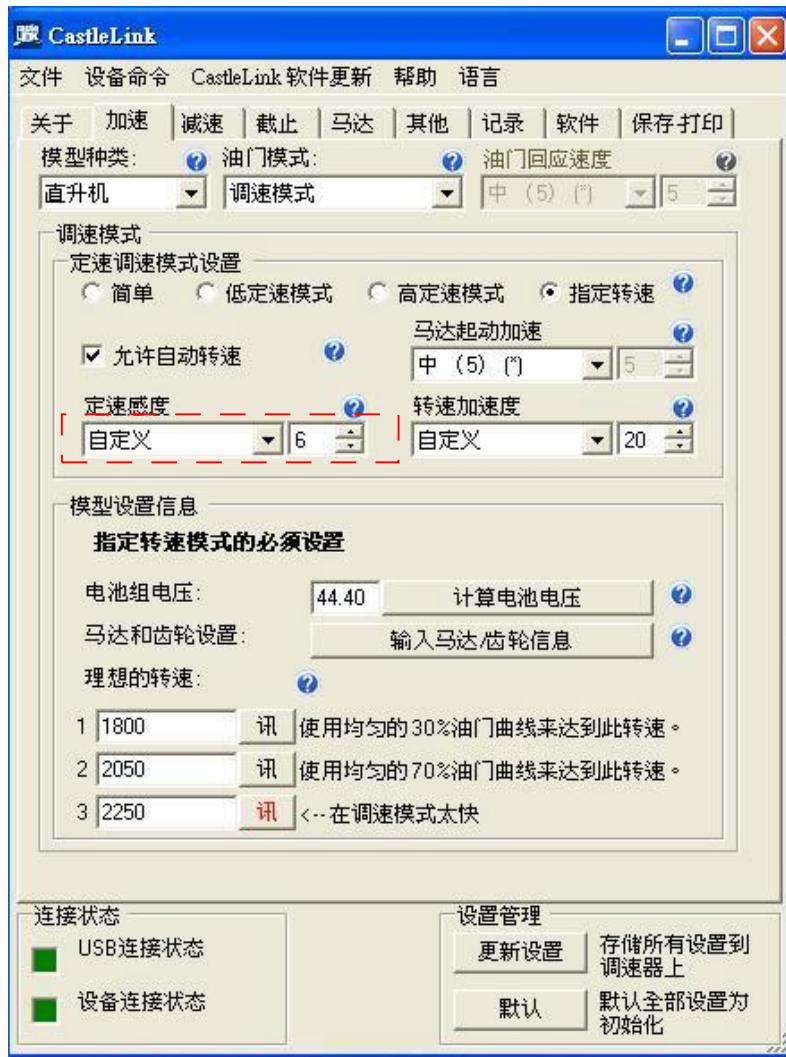 CastleLink
文件 设备命令 CastleLink 软件更新 帮助 语言
关于 加速 减速 截止 马达 其他 记录 软件 保存·打印
模型种类: ? 油门模式: ? 油门回应速度 ?
直升机 调速模式 中 (5) (*) 5
调速模式
定速调速模式设置
简单 低定速模式 高定速模式 指定转速 ?
马达起动加速 ?
允许自动转速 ? 中 (5) (*) 5
定速感度 ? 转速加速度 ?
自定义 6 自定义 20
模型设置信息
指定转速模式的必须设置
电池组电压: 44.40 计算电池电压 ?
马达和齿轮设置: 输入马达/齿轮信息 ?
理想的转速: ?
1 1800 讯 使用均匀的30%油门曲线来达到此转速。
2 2050 讯 使用均匀的70%油门曲线来达到此转速。
3 2250 讯 <--在调速模式太快
连接状态 设置管理
USB连接状态 更新设置 存储所有设置到
调速器上
设备连接状态 默认 默认全部设置为
初始化